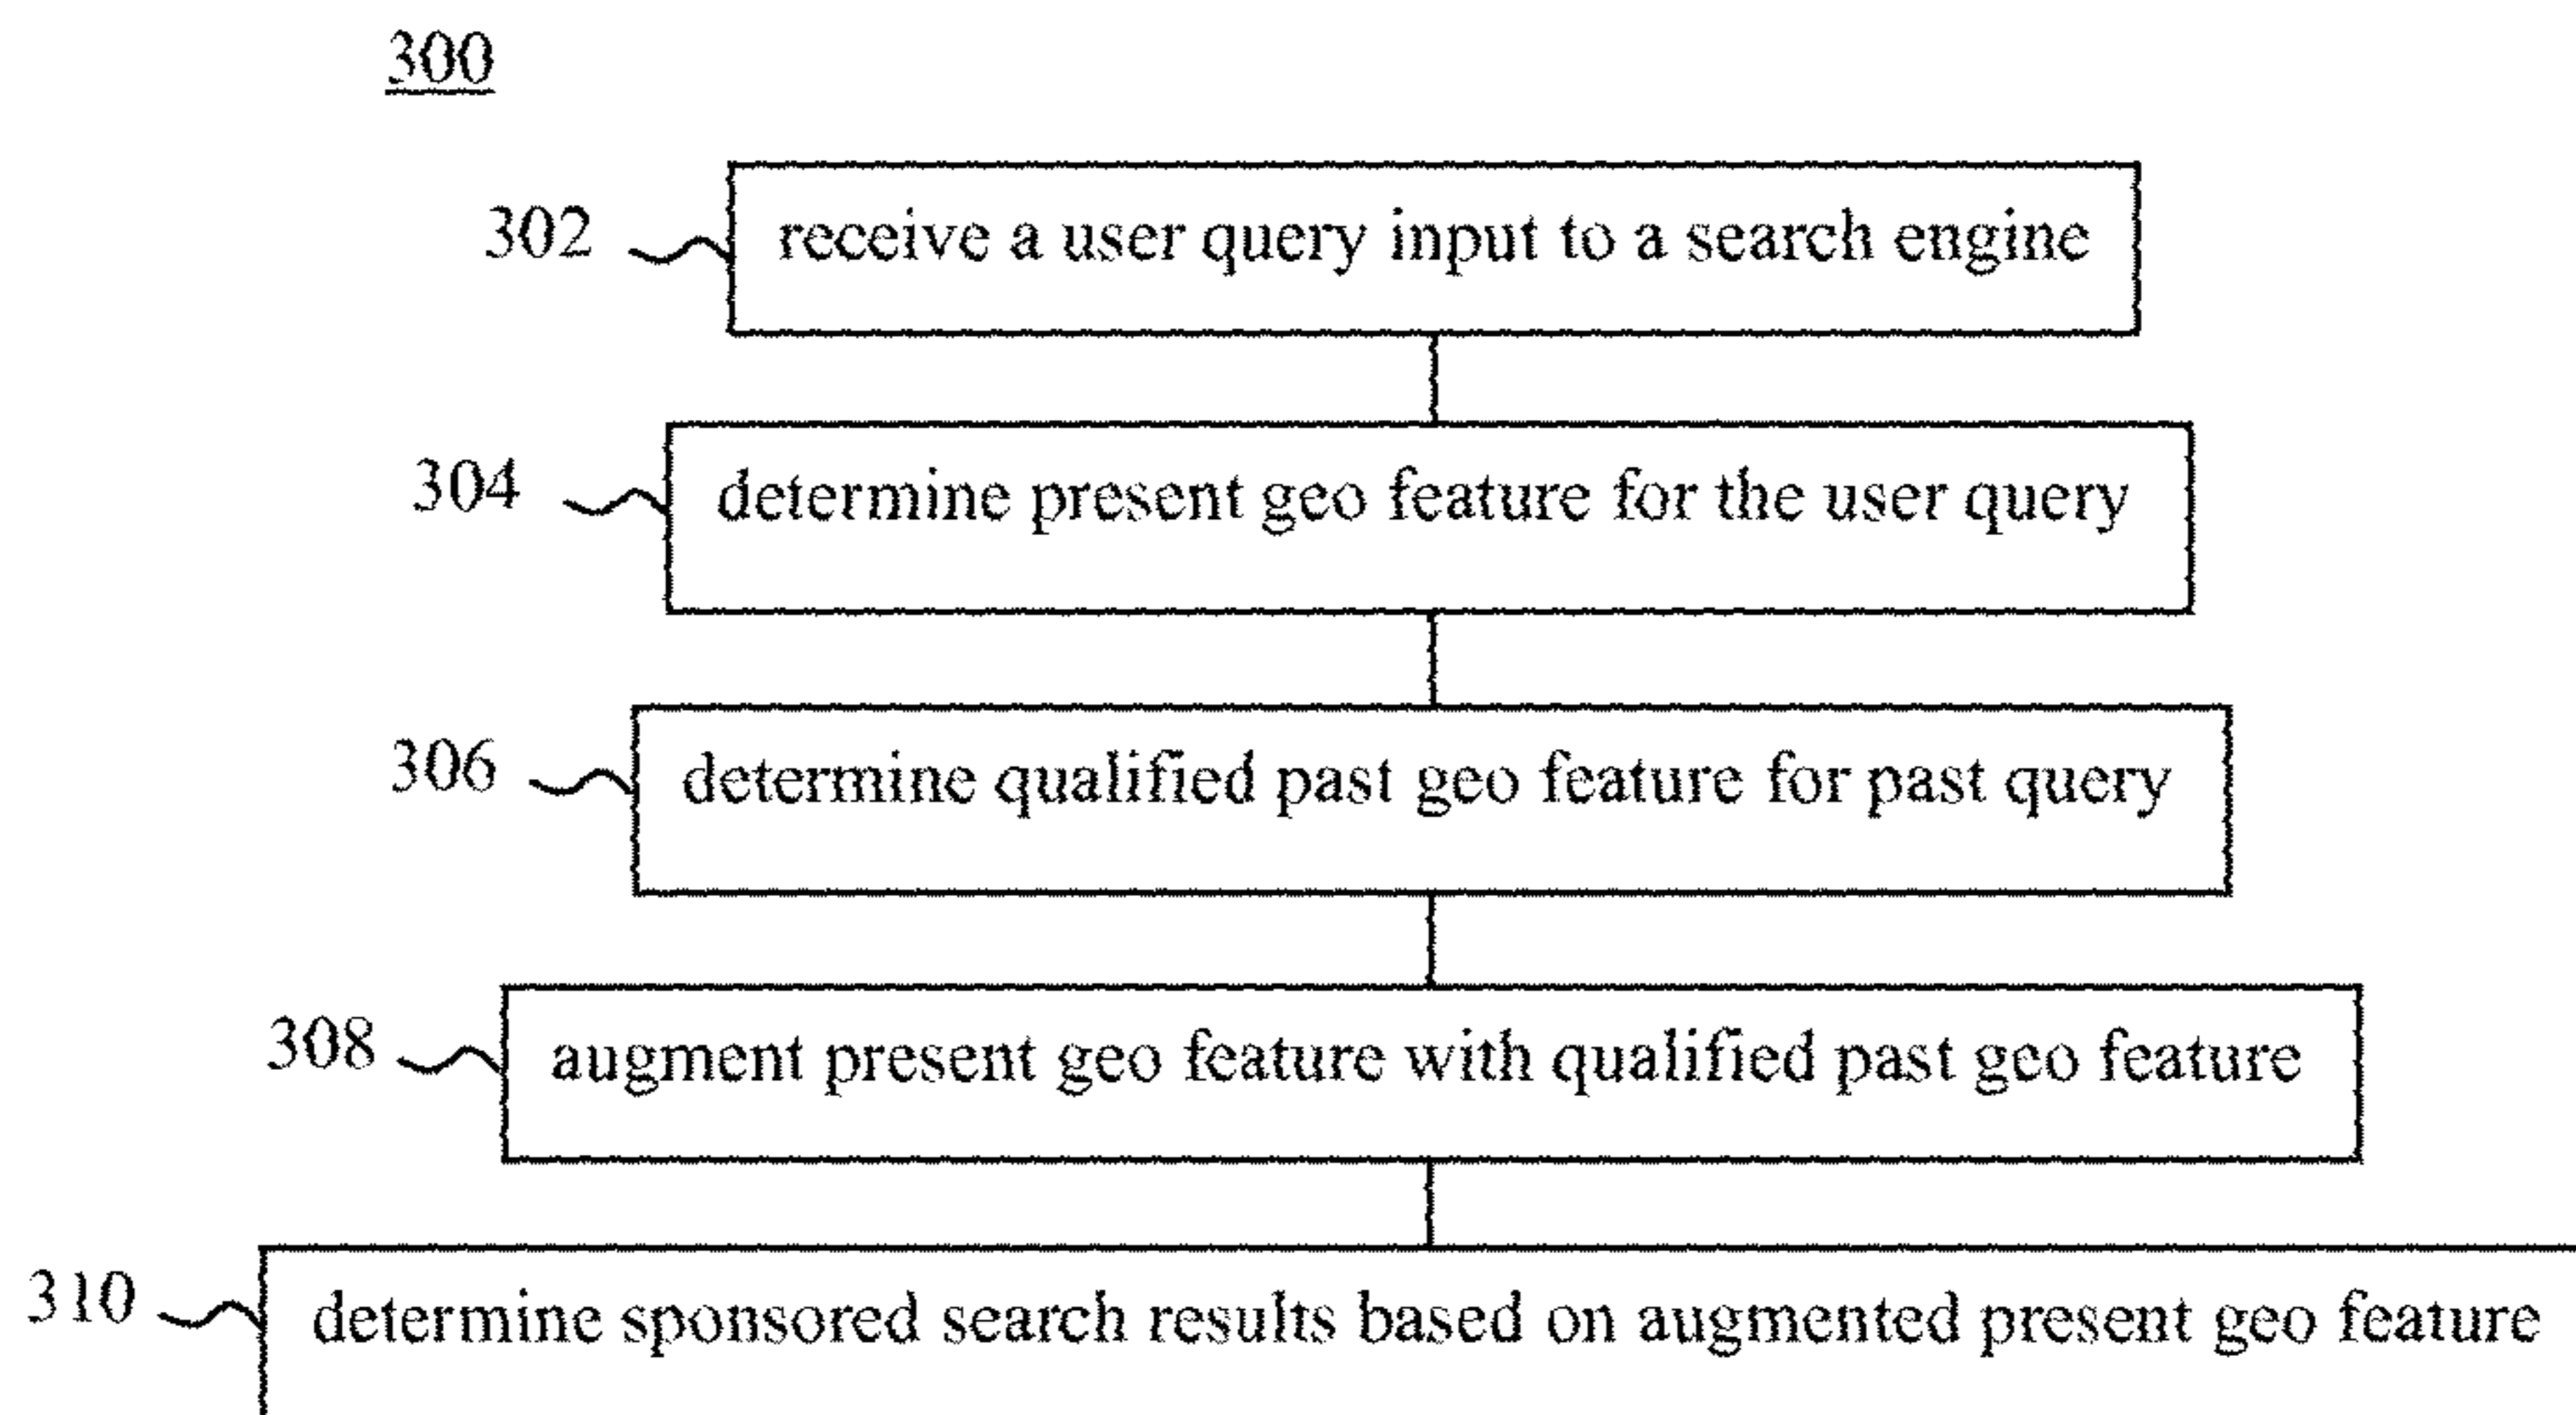 300
302 receive a user query input to a search engine
304 determine present geo feature for the user query
306 determine qualified past geo feature for past query
308 augment present geo feature with qualified past geo feature
310 determine sponsored search results based on augmented present geo feature